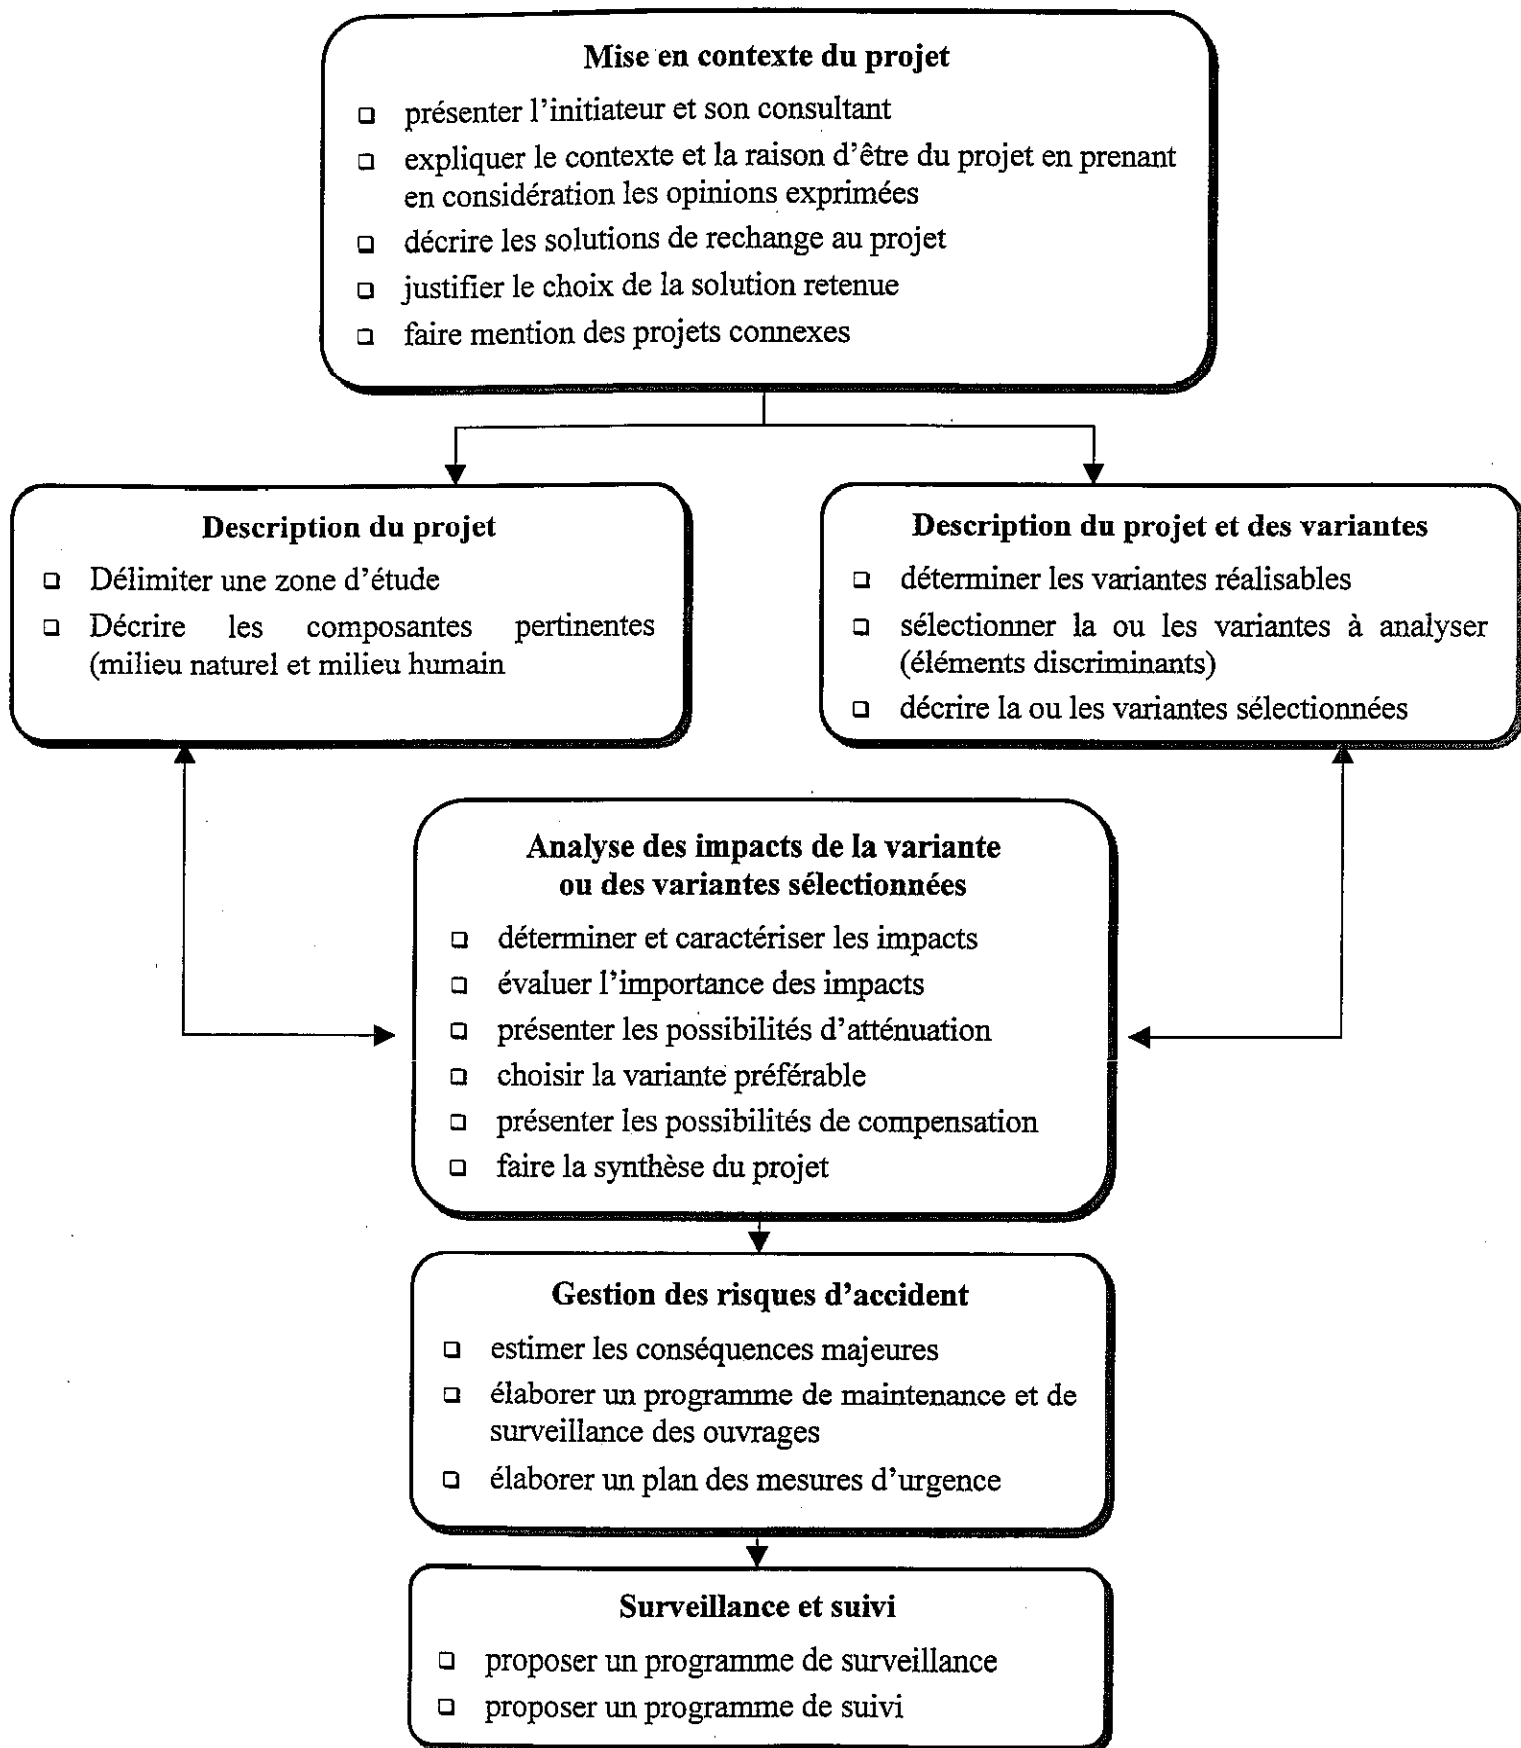 Mise en contexte du projet
❑ présenter l’initiateur et son consultant
❑ expliquer le contexte et la raison d’être du projet en prenant
en considération les opinions exprimées
❑ décrire les solutions de rechange au projet
❑ justifier le choix de la solution retenue
❑ faire mention des projets connexes
Description du projet
❑ Délimiter une zone d’étude
❑ Décrire les composantes pertinentes
(milieu naturel et milieu humain
Description du projet et des variantes
❑ déterminer les variantes réalisables
❑ sélectionner la ou les variantes à analyser
(éléments discriminants)
❑ décrire la ou les variantes sélectionnées
Analyse des impacts de la variante
ou des variantes sélectionnées
❑ déterminer et caractériser les impacts
❑ évaluer l’importance des impacts
❑ présenter les possibilités d’atténuation
❑ choisir la variante préférable
❑ présenter les possibilités de compensation
❑ faire la synthèse du projet
Gestion des risques d’accident
❑ estimer les conséquences majeures
❑ élaborer un programme de maintenance et de
surveillance des ouvrages
❑ élaborer un plan des mesures d’urgence
Surveillance et suivi
❑ proposer un programme de surveillance
❑ proposer un programme de suivi